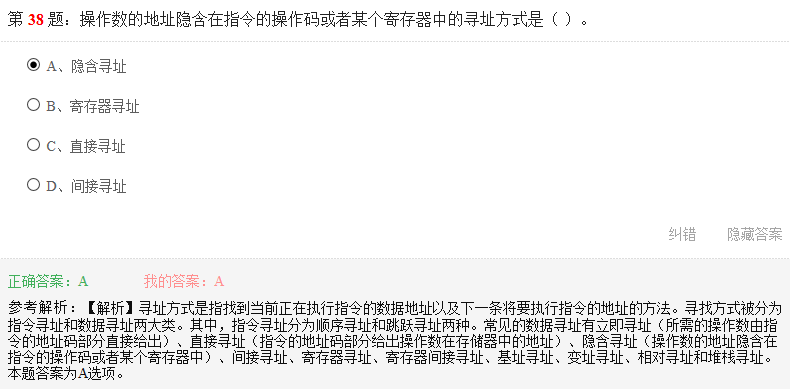 第 38 题：操作数的地址隐含在指令的操作码或者某个寄存器中的寻址方式是（ ）。
A、隐含寻址
B、寄存器寻址
C、直接寻址
D、间接寻址
纠错 隐藏答案
正确答案：A 我的答案：A
参考解析：【解析】寻址方式是指找到当前正在执行指令的数据地址以及下一条将要执行指令的地址的方法。寻找方式被分为
指令寻址和数据寻址两大类。其中，指令寻址分为顺序寻址和跳跃寻址两种。常见的数据寻址有立即寻址（所需的操作数由指
令的地址码部分直接给出）、直接寻址（指令的地址码部分给出操作数在存储器中的地址）、隐含寻址（操作数的地址隐含在
指令的操作码或者某个寄存器中）、间接寻址、寄存器寻址、寄存器间接寻址、基址寻址、变址寻址、相对寻址和堆栈寻址。
本题答案为A选项。